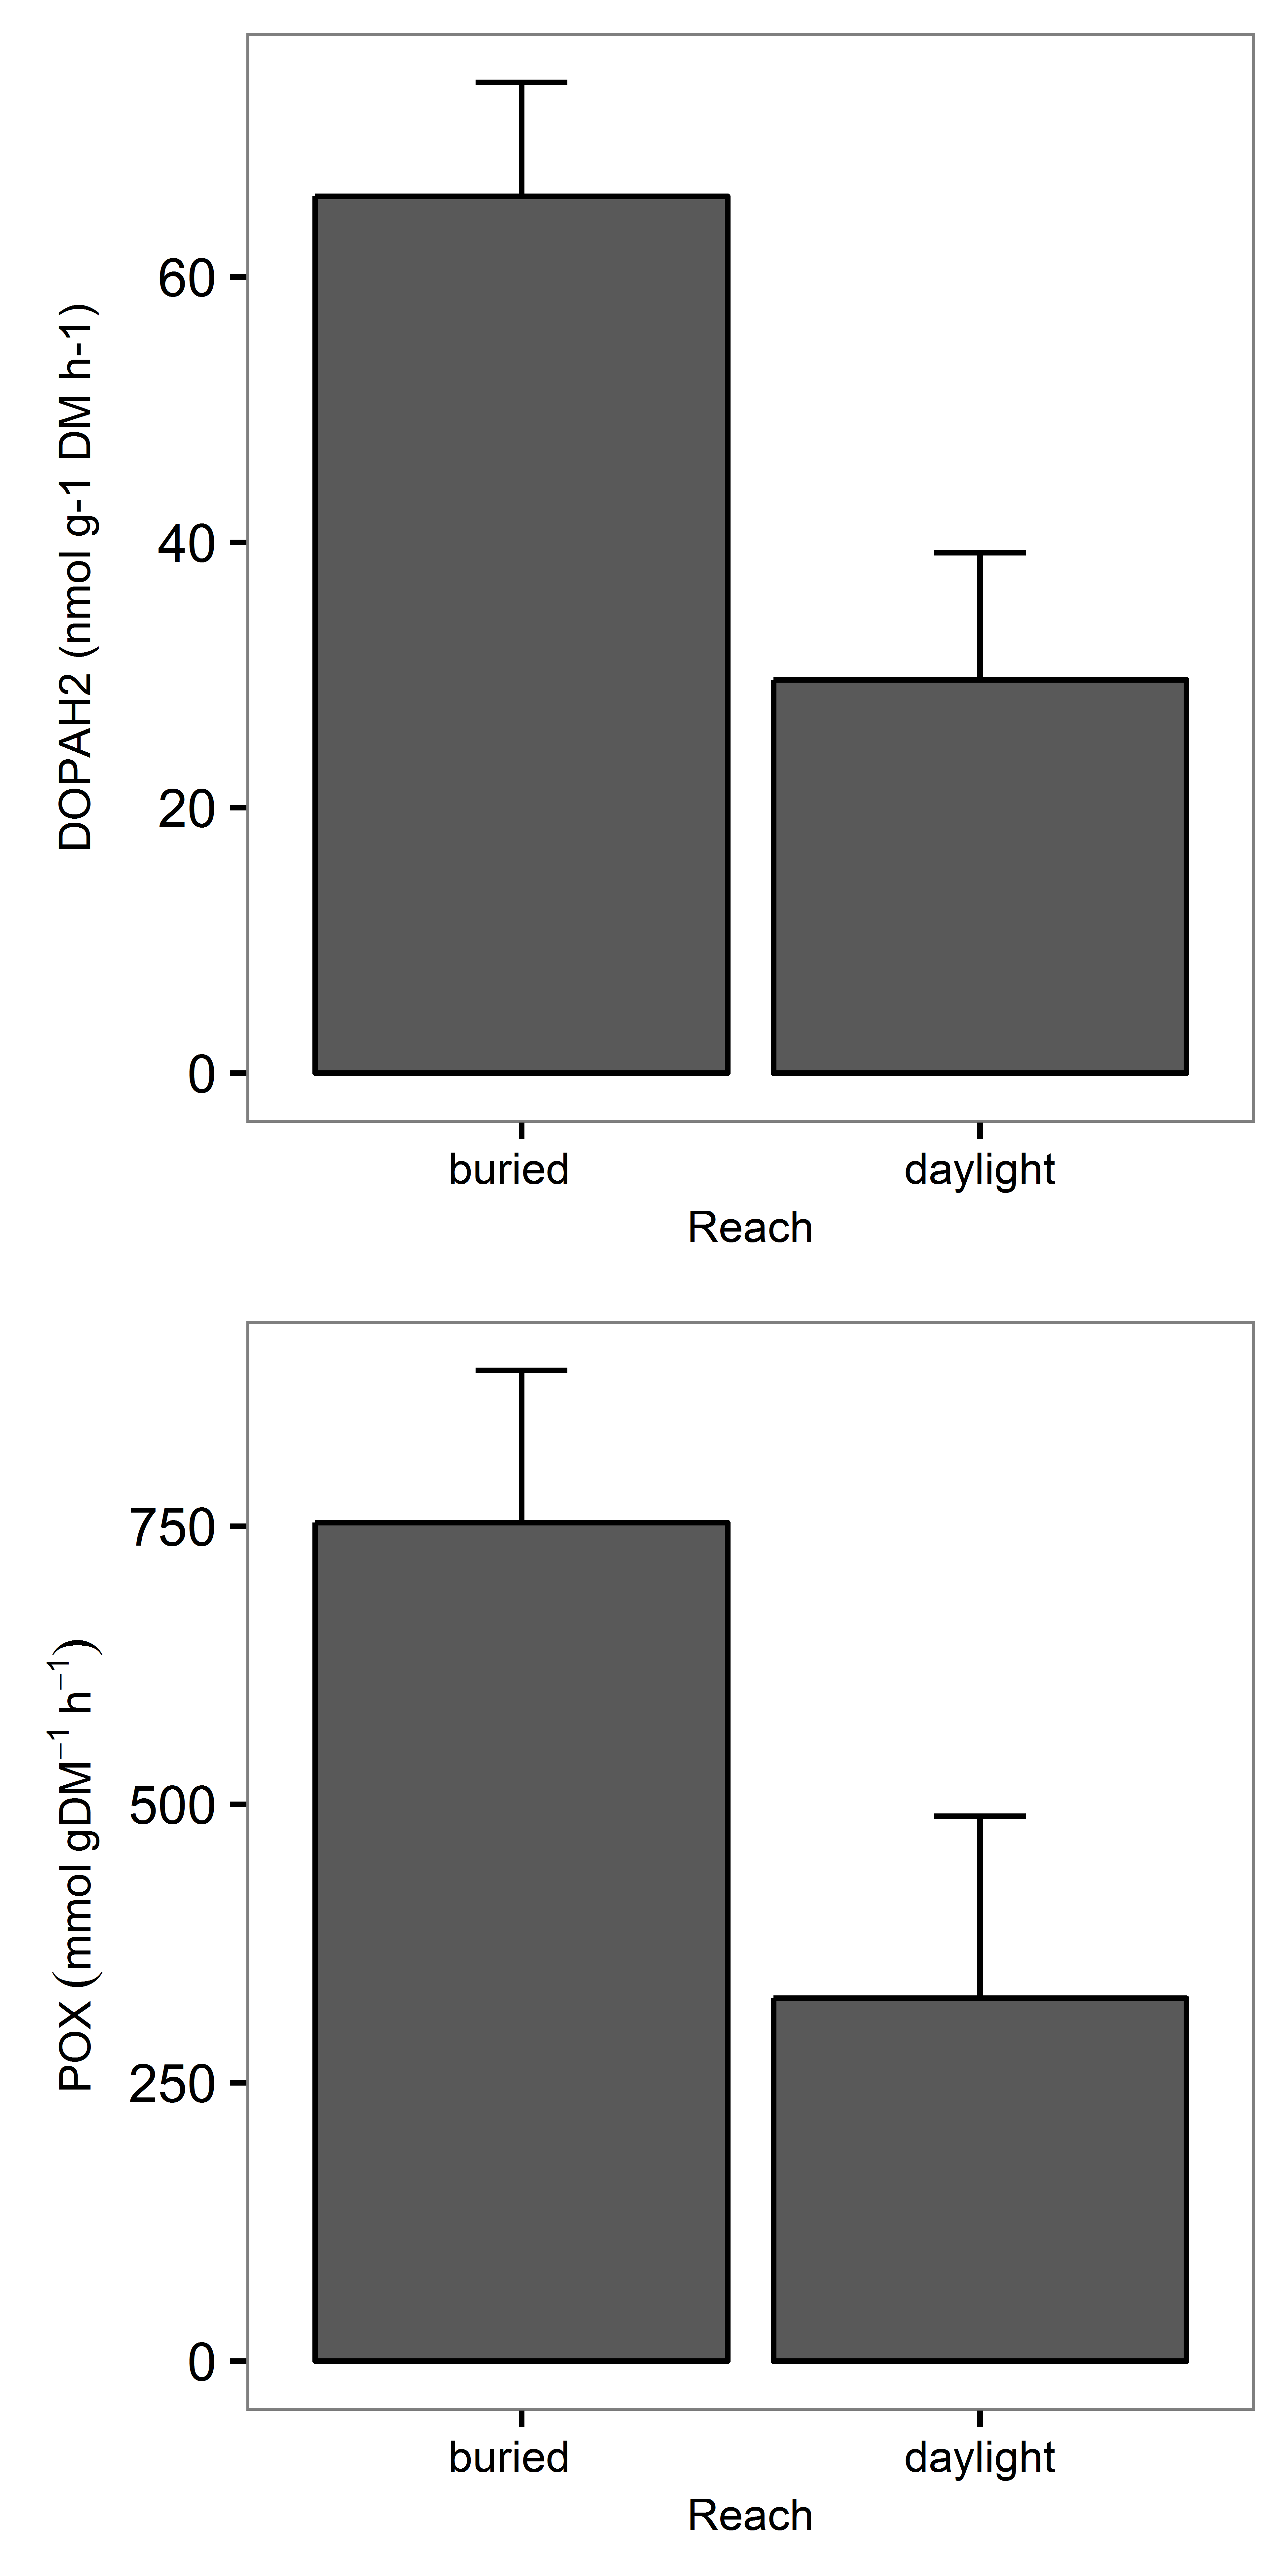 DOPAH2 (nmol g-1 DM h-1)
60
40
20
0
buried daylight
Reach
POX (mmol gDM⁻¹ h⁻¹)
750
500
250
0
buried daylight
Reach